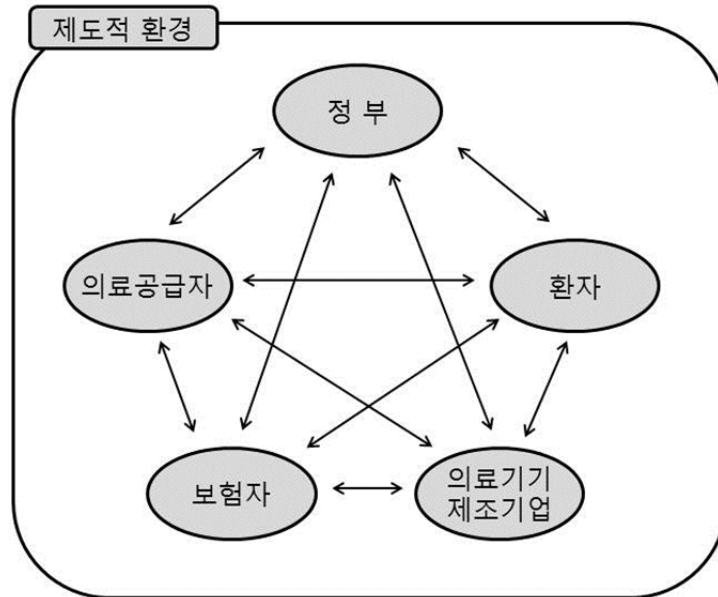 제도적 환경
정 부
의료공급자
환자
보험자
의료기기
제조기업